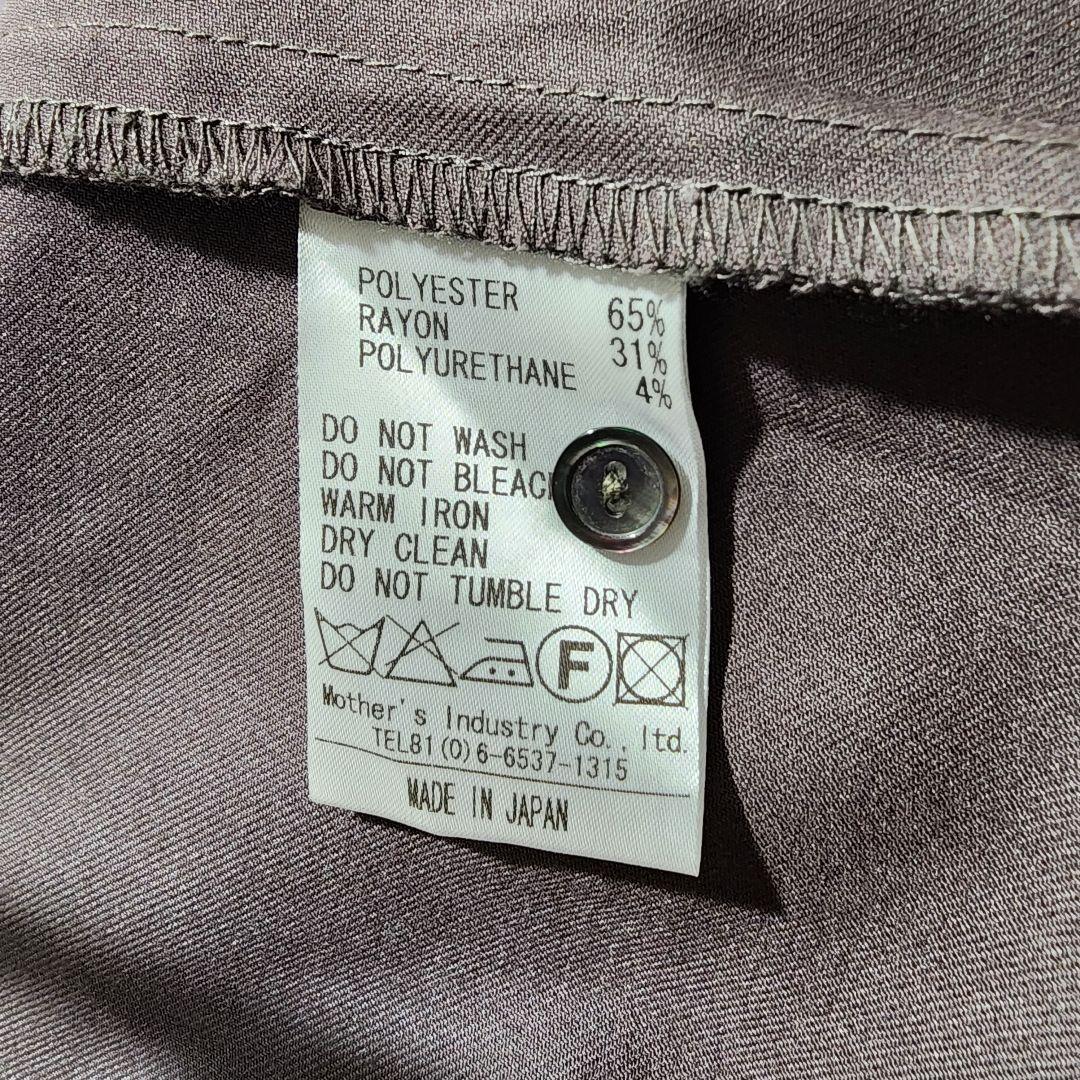 POLYESTER 65%
RAYON 31%
POLYURETHANE 4%
DO NOT WASH
DO NOT BLEAC
WARM IRON
DRY CLEAN
DO NOT TUMBLE DRY
F
Mother's Industry Co., ltd.
TEL81(0)6-6537-1315
MADE IN JAPAN